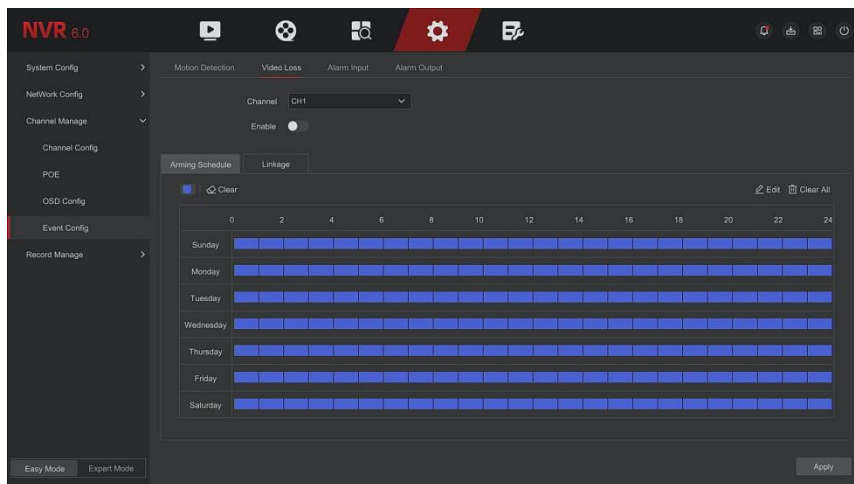 NVR 6.0
System Config
NetWork Config
Channel Manage
Channel Config
POE
OSD Config
Event Config
Record Manage
Easy Mode Expert Mode
Motion Detection Video Loss Alarm Input Alarm Output
Channel CH1
Enable
Arming Schedule Linkage
Clear Edit Clear All
0 2 4 6 8 10 12 14 16 18 20 22 24
Sunday
Monday
Tuesday
Wednesday
Thursday
Friday
Saturday
Apply